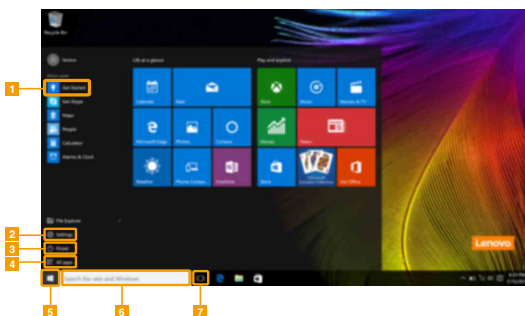 Recycle Bin
lenovo
Life at a glance
Play and explore
Most used
1
Get Started
Get Skype
Maps
People
Calculator
Alarms & Clock
Calendar
Mail
Xbox
Music
Movies & TV
Microsoft Edge
Photos
Cortana
Money
News
Weather
Phone Compa...
OneNote
Store
Microsoft
Solitaire Collection
Get Office
File Explorer
2
Settings
3
Power
4
All apps
Lenovo
Search the web and Windows
5
6
7